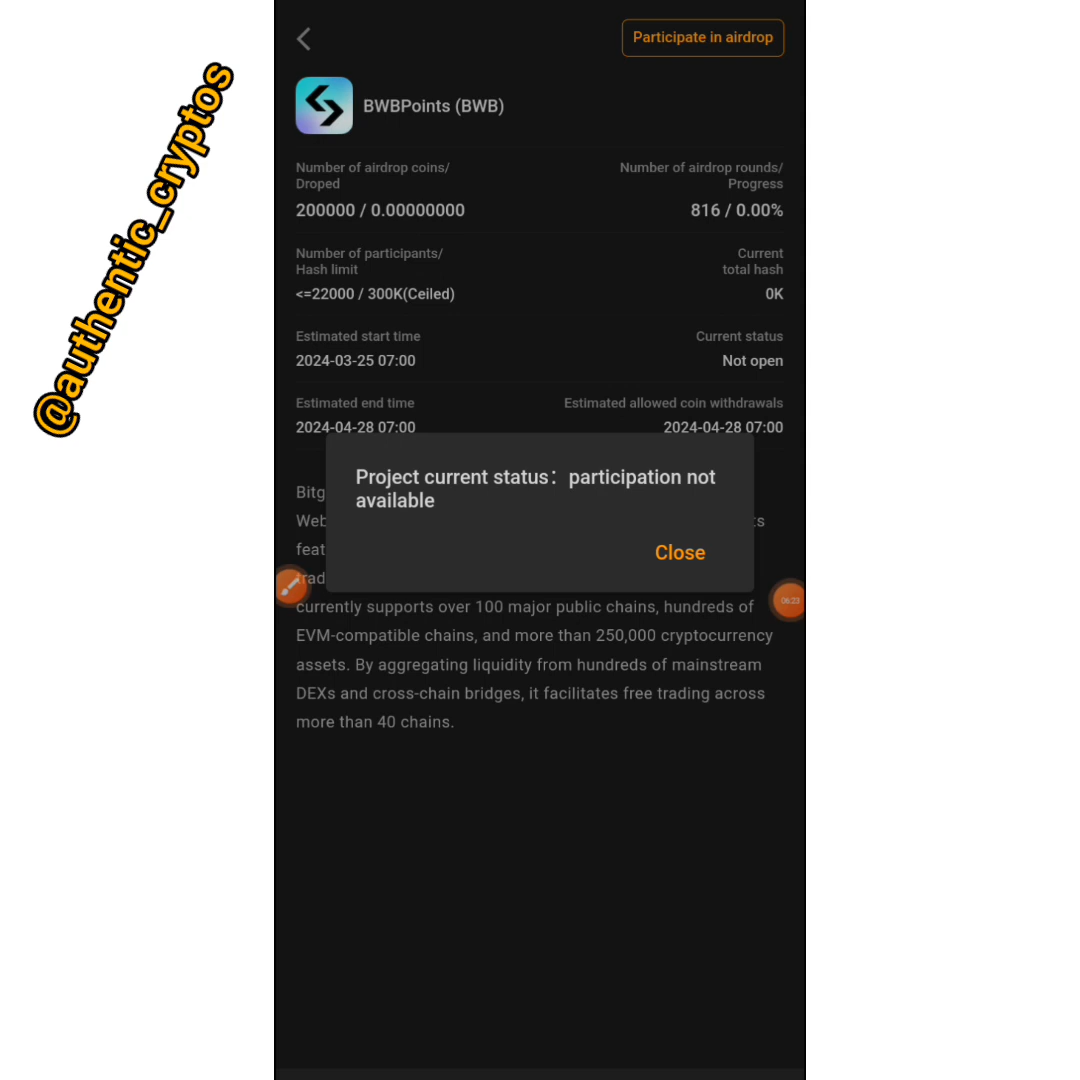 @authentic_cryptos
Participate in airdrop
BWBPoints (BWB)
Number of airdrop coins/
Droped
200000 / 0.00000000
Number of airdrop rounds/
Progress
816 / 0.00%
Number of participants/
Hash limit
<=22000 / 300K(Ceiled)
Current
total hash
0K
Estimated start time
2024-03-25 07:00
Current status
Not open
Estimated end time
2024-04-28 07:00
Estimated allowed coin withdrawals
2024-04-28 07:00
Project current status：participation not
available
Close
currently supports over 100 major public chains, hundreds of
EVM-compatible chains, and more than 250,000 cryptocurrency
assets. By aggregating liquidity from hundreds of mainstream
DEXs and cross-chain bridges, it facilitates free trading across
more than 40 chains.
06:23